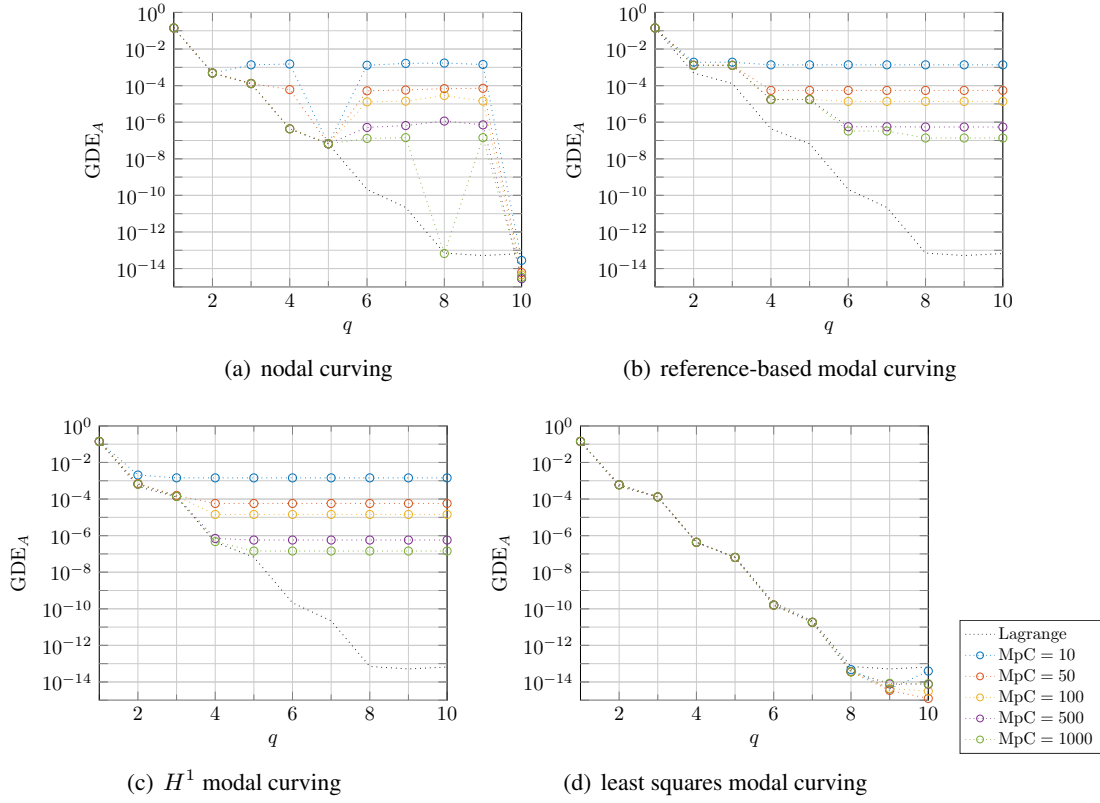 10^0
10^−2
10^−4
10^−6
10^−8
10^−10
10^−12
10^−14
GDE_A
2 4 6 8 10
q
(a) nodal curving
10^0
10^−2
10^−4
10^−6
10^−8
10^−10
10^−12
10^−14
GDE_A
2 4 6 8 10
q
(b) reference-based modal curving
10^0
10^−2
10^−4
10^−6
10^−8
10^−10
10^−12
10^−14
GDE_A
2 4 6 8 10
q
(c) H^1 modal curving
10^0
10^−2
10^−4
10^−6
10^−8
10^−10
10^−12
10^−14
GDE_A
2 4 6 8 10
q
(d) least squares modal curving
Lagrange
MpC = 10
MpC = 50
MpC = 100
MpC = 500
MpC = 1000